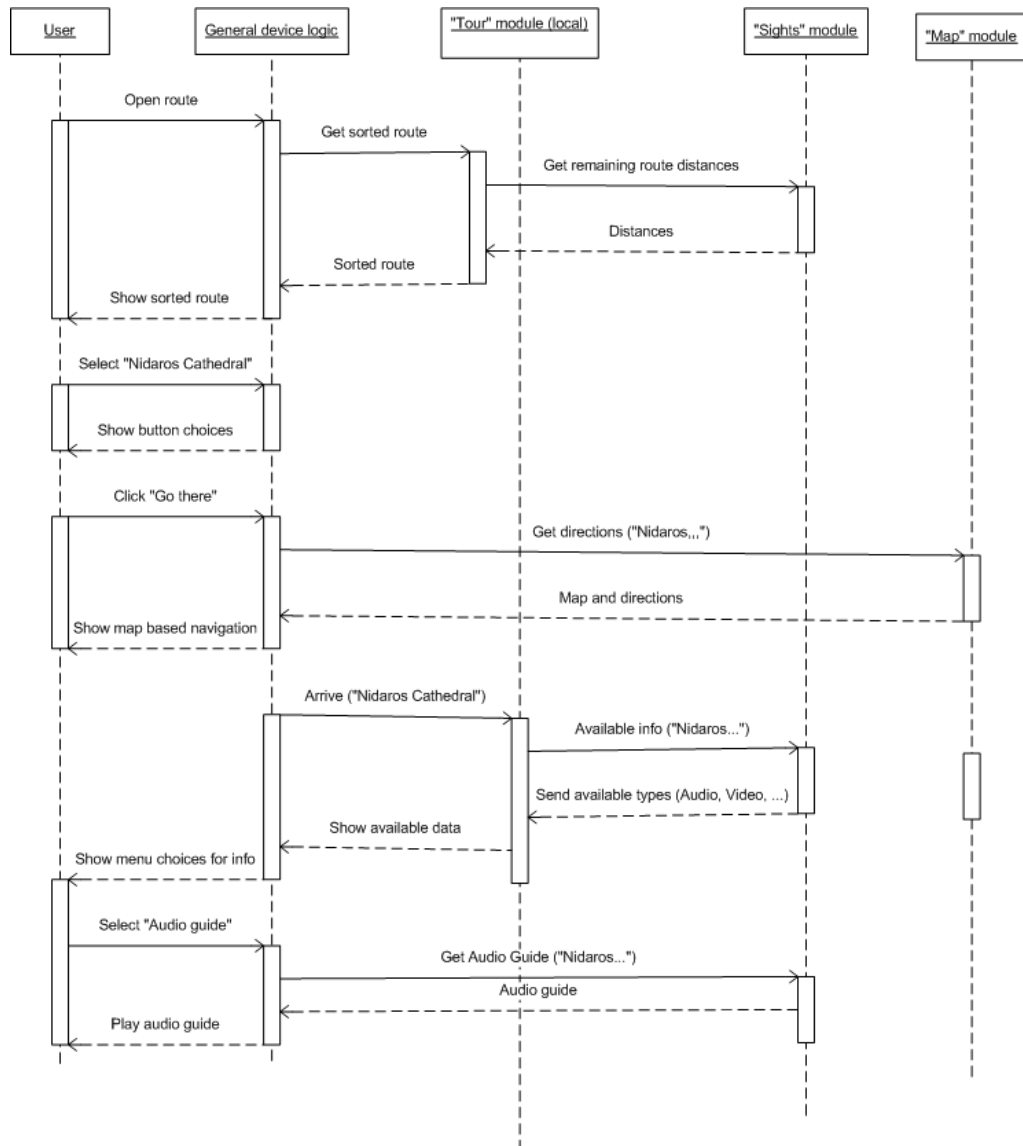 User
General device logic
"Tour" module (local)
"Sights" module
"Map" module
Open route
Get sorted route
Get remaining route distances
Distances
Sorted route
Show sorted route
Select "Nidaros Cathedral"
Show button choices
Click "Go there"
Get directions ("Nidaros,,,")
Map and directions
Show map based navigation
Arrive ("Nidaros Cathedral")
Available info ("Nidaros...")
Send available types (Audio, Video, ...)
Show available data
Show menu choices for info
Select "Audio guide"
Get Audio Guide ("Nidaros...")
Audio guide
Play audio guide